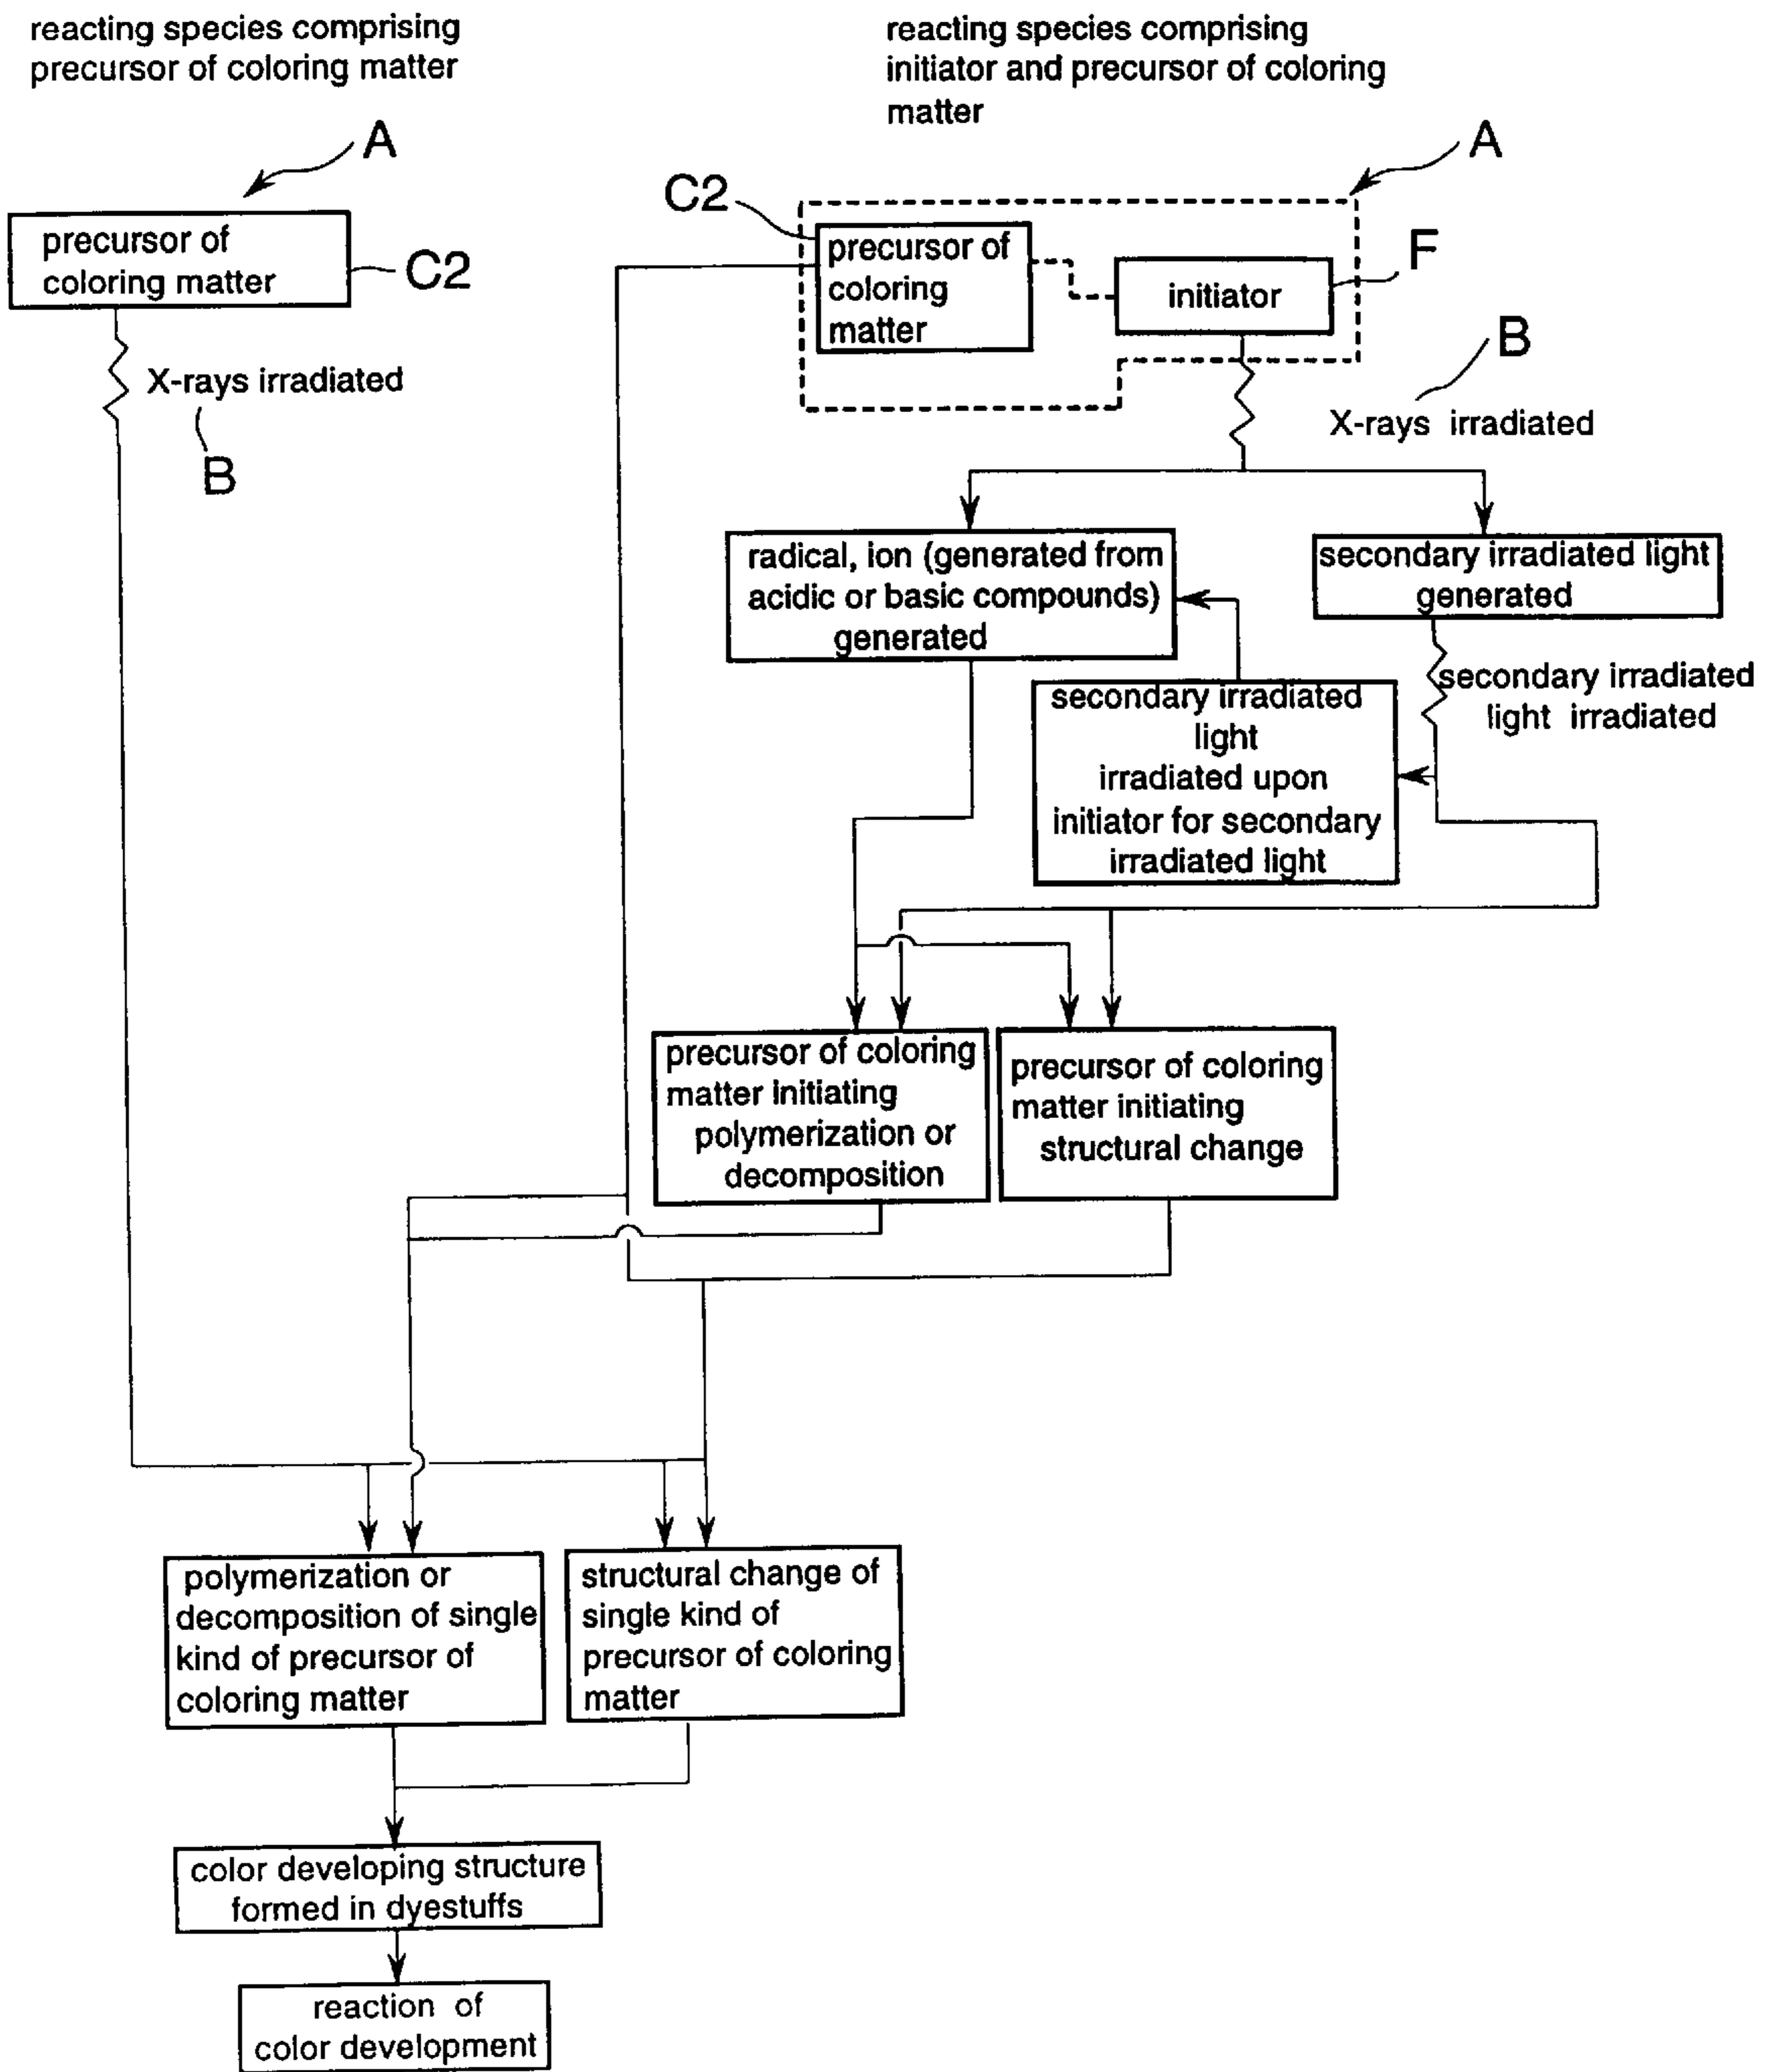 reacting species comprising
precursor of coloring matter
A
precursor of
coloring matter
C2
X-rays irradiated
B
reacting species comprising
initiator and precursor of coloring
matter
A
C2
precursor of
coloring
matter
initiator
F
B
X-rays irradiated
radical, ion (generated from
acidic or basic compounds)
generated
secondary irradiated light
generated
secondary irradiated
light irradiated
secondary irradiated
light
irradiated upon
initiator for secondary
irradiated light
precursor of coloring
matter initiating
polymerization or
decomposition
precursor of coloring
matter initiating
structural change
polymerization or
decomposition of single
kind of precursor of
coloring matter
structural change of
single kind of
precursor of coloring
matter
color developing structure
formed in dyestuffs
reaction of
color development